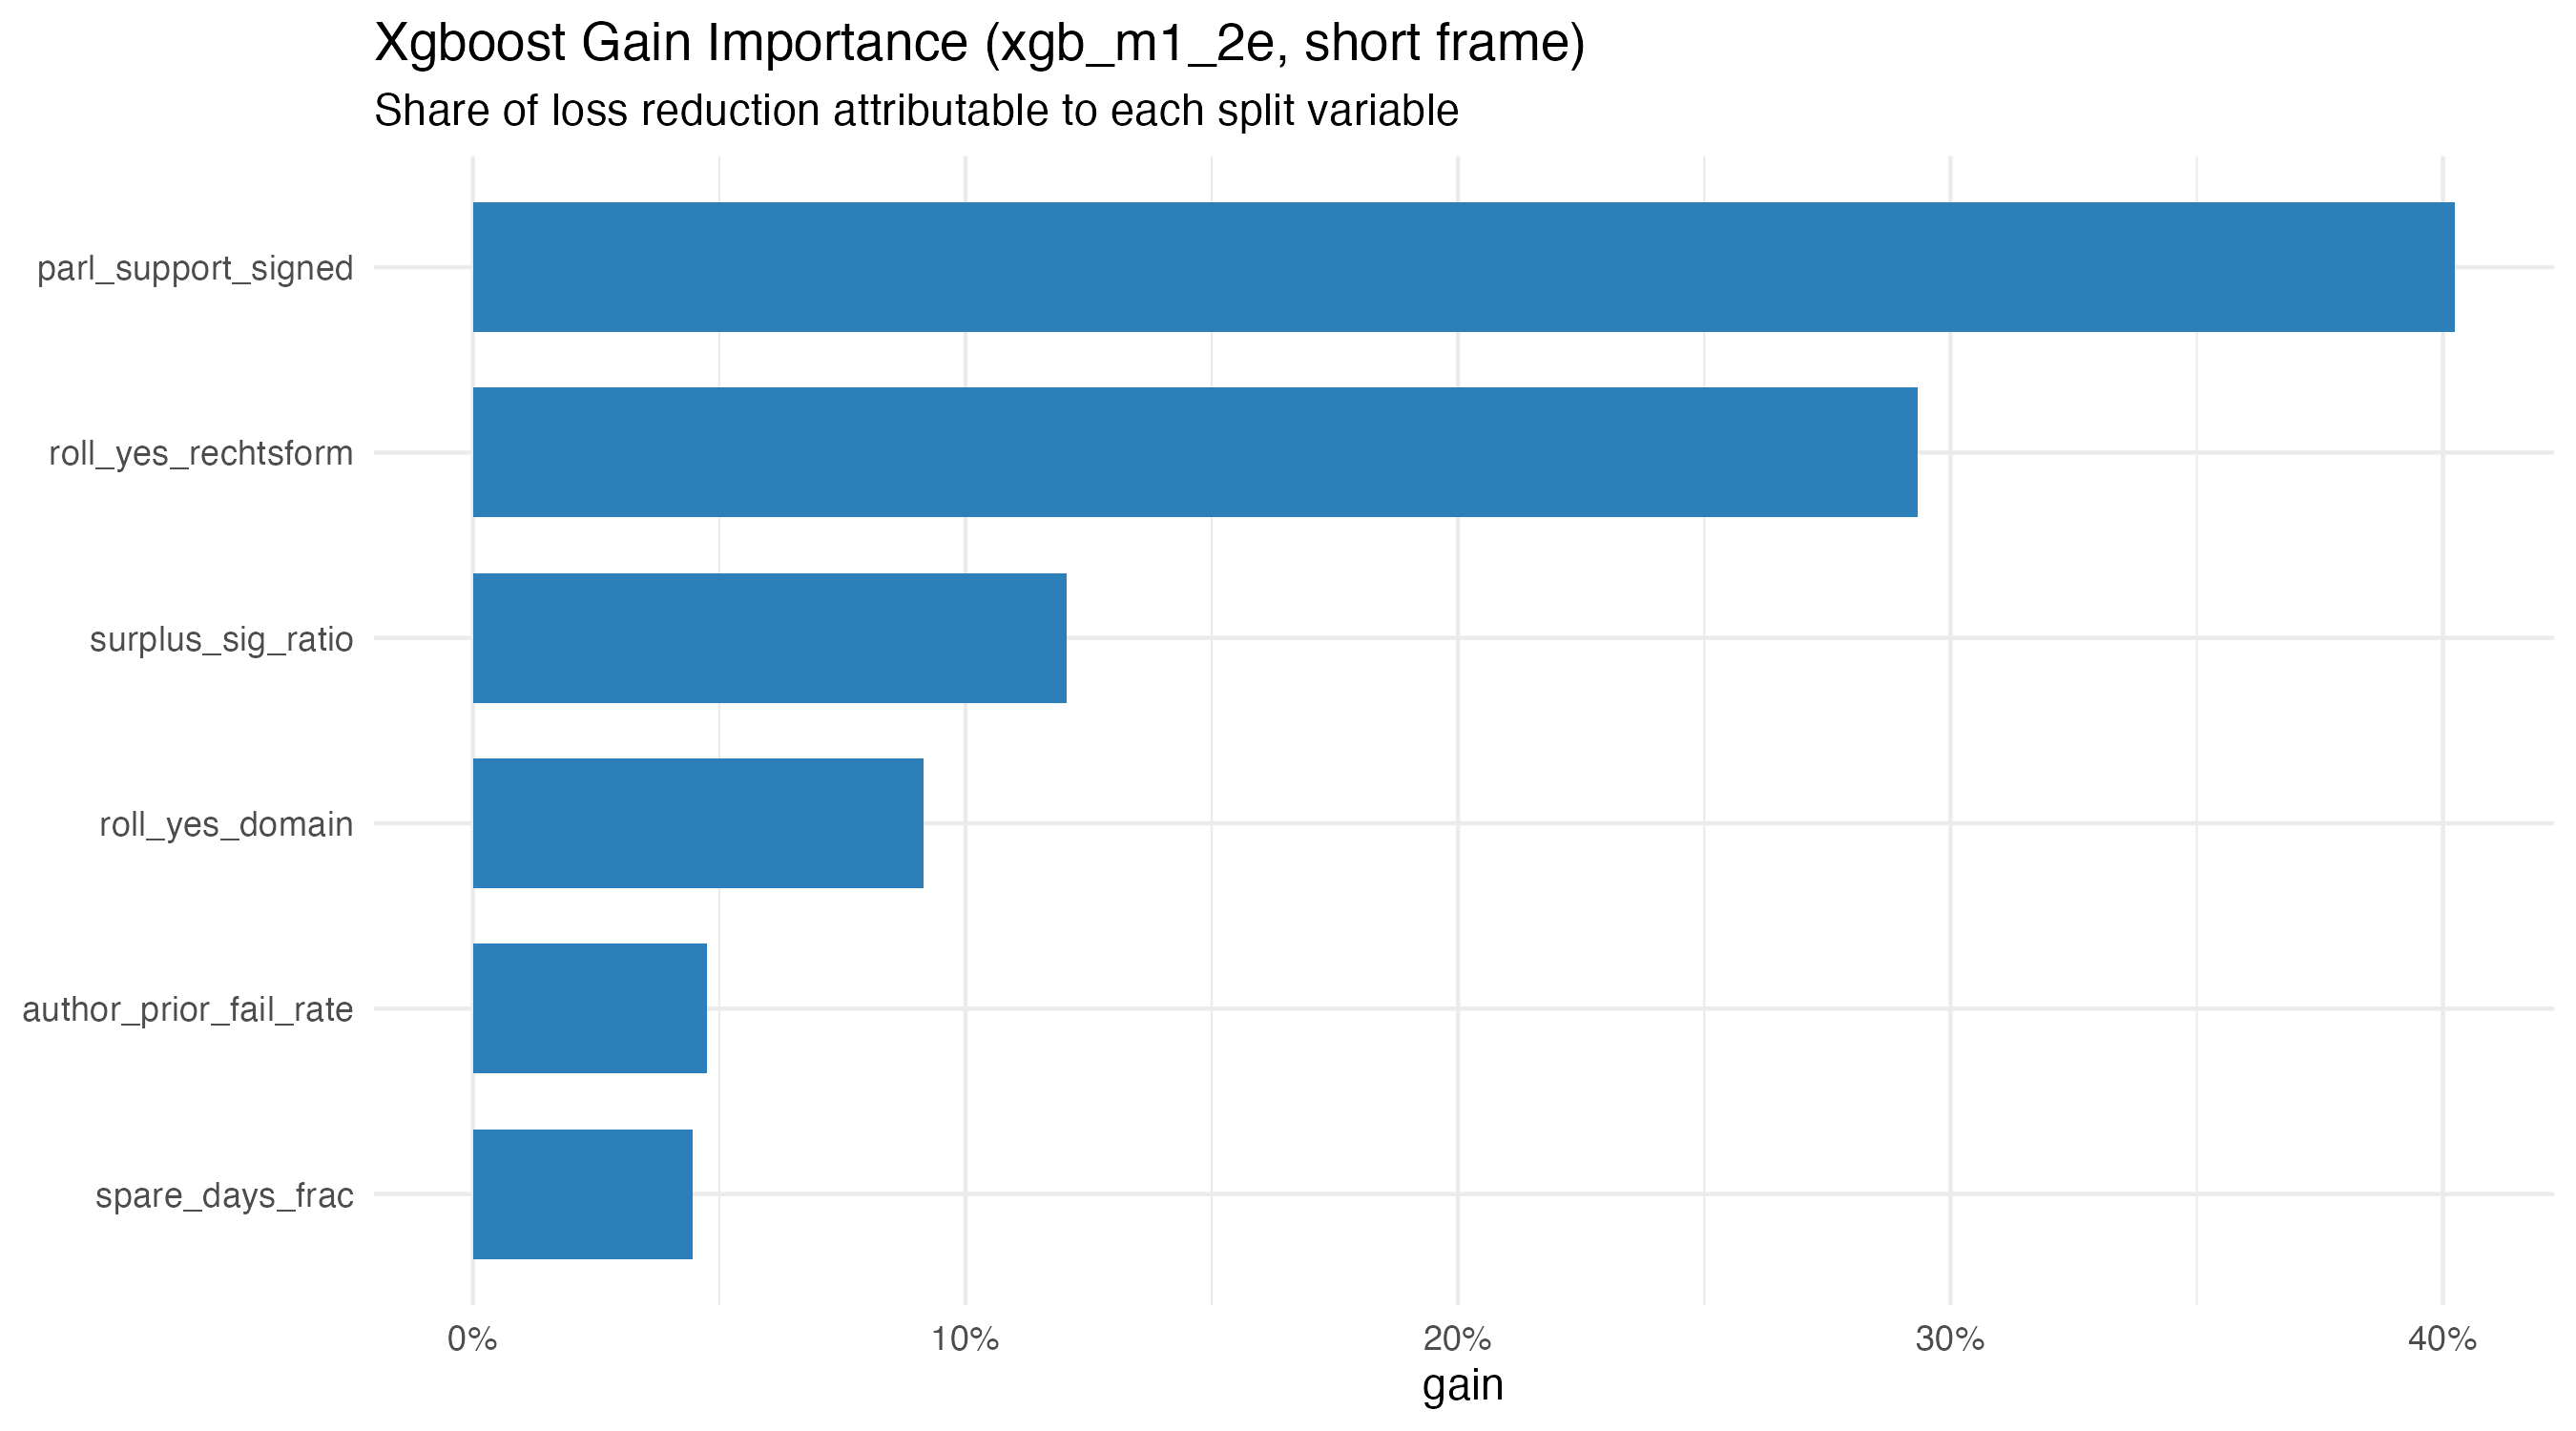 Xgboost Gain Importance (xgb_m1_2e, short frame)
Share of loss reduction attributable to each split variable
parl_support_signed
roll_yes_rechtsform
surplus_sig_ratio
roll_yes_domain
author_prior_fail_rate
spare_days_frac
0% 10% 20% 30% 40%
gain